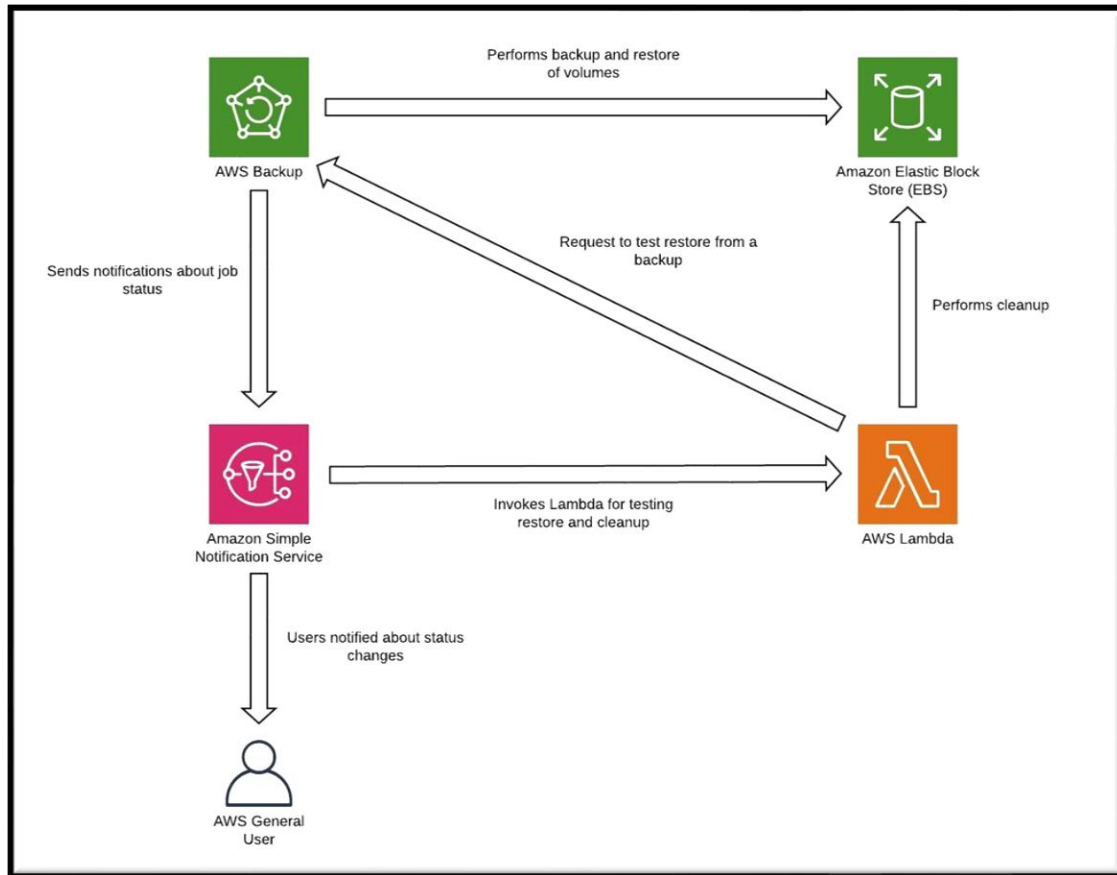 Performs backup and restore
of volumes
AWS Backup
Amazon Elastic Block
Store (EBS)
Request to test restore from a
backup
Sends notifications about job
status
Performs cleanup
Invokes Lambda for testing
restore and cleanup
Amazon Simple
Notification Service
AWS Lambda
Users notified about status
changes
AWS General
User